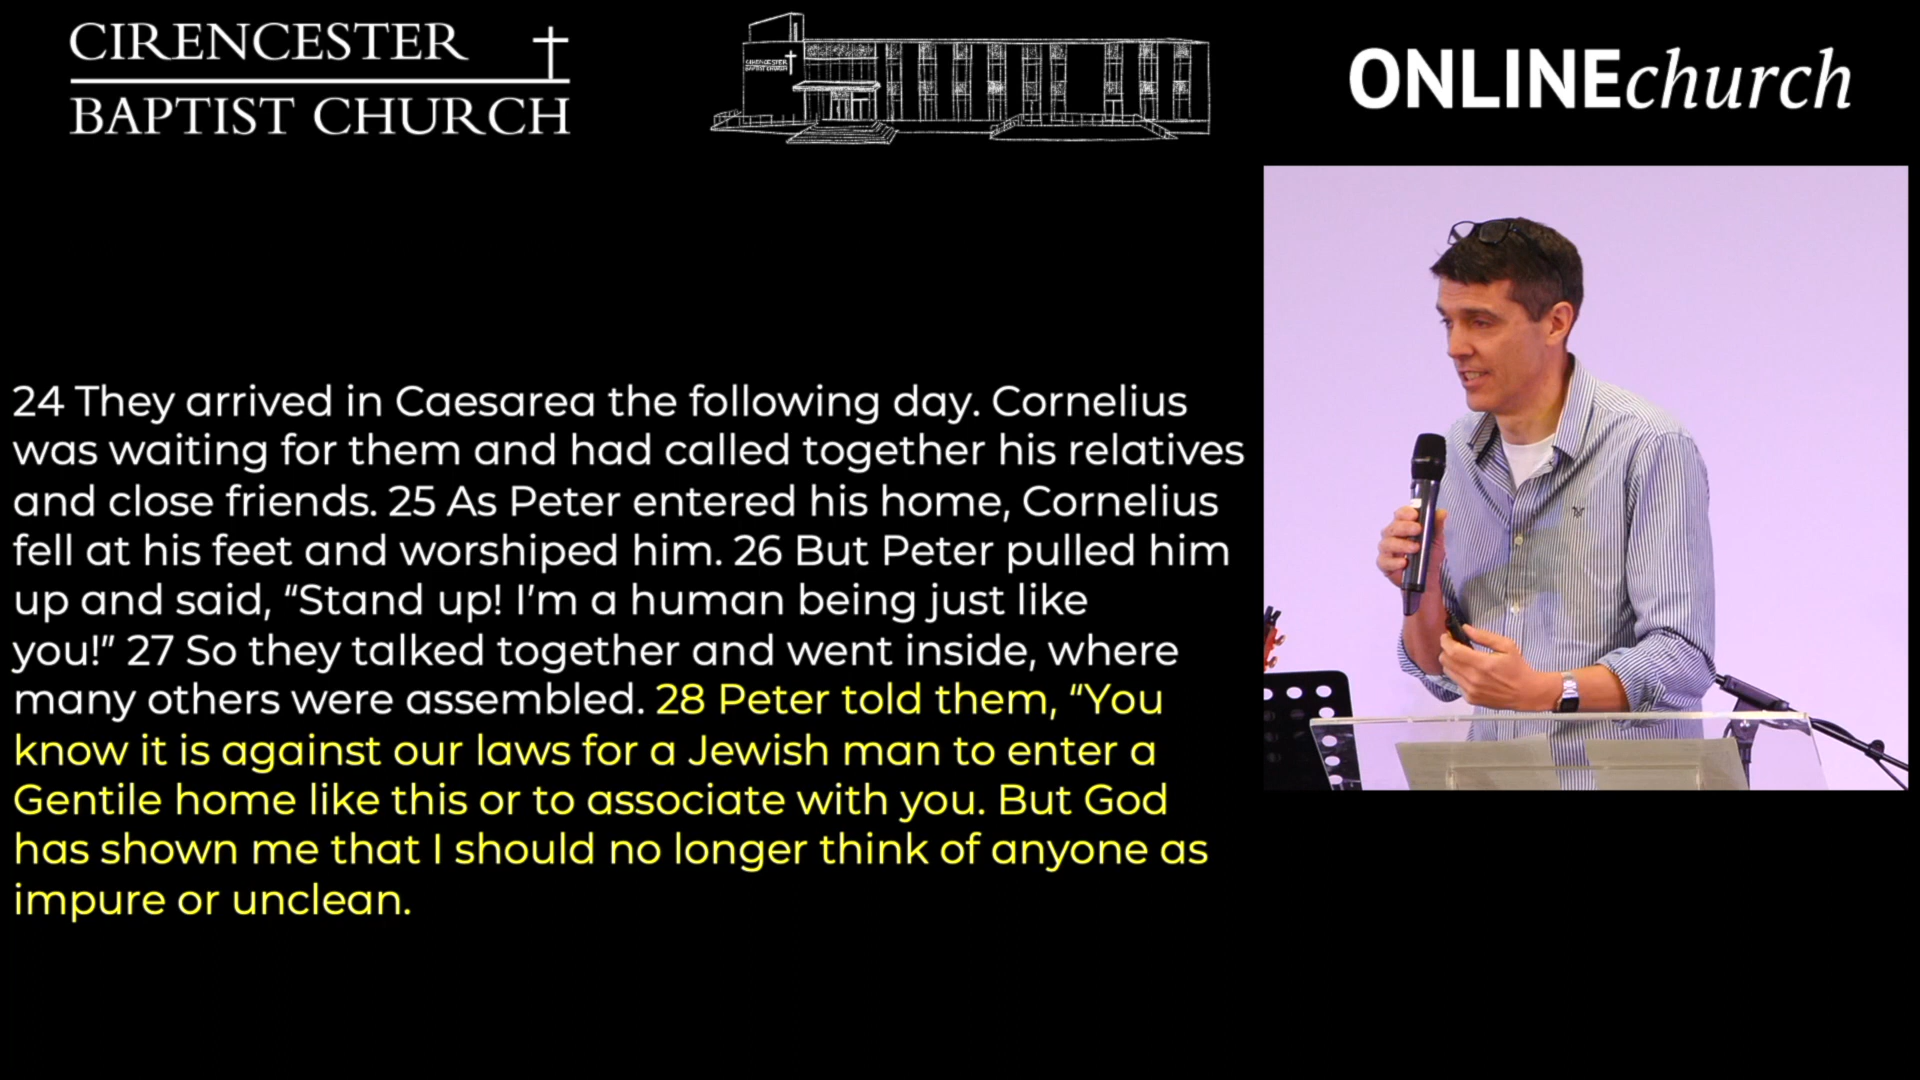 CIRENCESTER
BAPTIST CHURCH
CIRENCESTER
BAPTIST CHURCH
ONLINEchurch
24 They arrived in Caesarea the following day. Cornelius
was waiting for them and had called together his relatives
and close friends. 25 As Peter entered his home, Cornelius
fell at his feet and worshiped him. 26 But Peter pulled him
up and said, “Stand up! I’m a human being just like
you!” 27 So they talked together and went inside, where
many others were assembled. 28 Peter told them, “You
know it is against our laws for a Jewish man to enter a
Gentile home like this or to associate with you. But God
has shown me that I should no longer think of anyone as
impure or unclean.